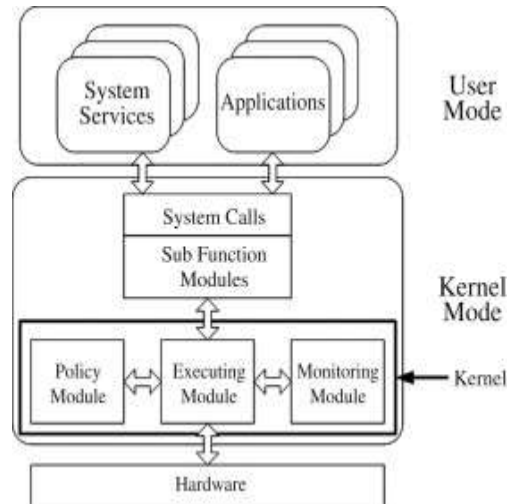 System
Services
Applications
User
Mode
System Calls
Sub Function
Modules
Kernel
Mode
Policy
Module
Executing
Module
Monitoring
Module
Kernel
Hardware